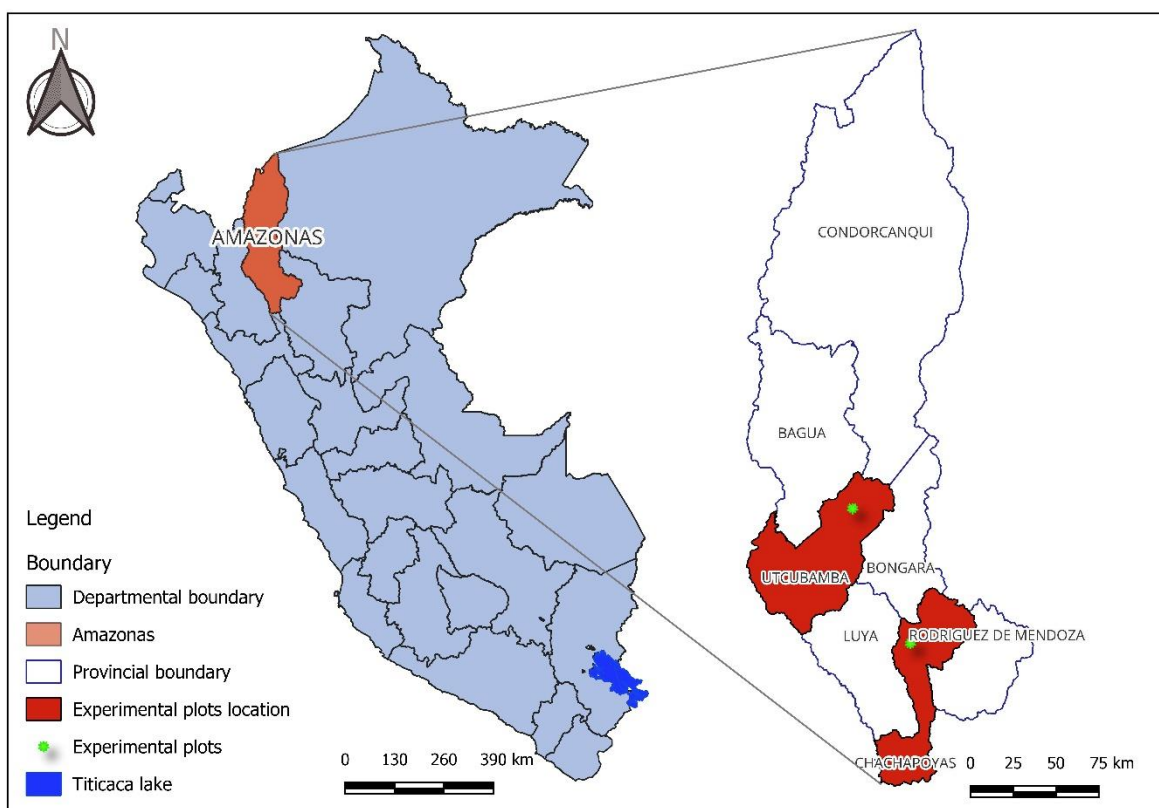 N
AMAZONAS
CONDORCANQUI
BAGUA
UTCUBAMBA
BONGARA
LUYA
RODRIGUEZ DE MENDOZA
CHACHAPOYAS
Legend
Boundary
Departmental boundary
Amazonas
Provincial boundary
Experimental plots location
Experimental plots
Titicaca lake
0 130 260 390 km
0 25 50 75 km